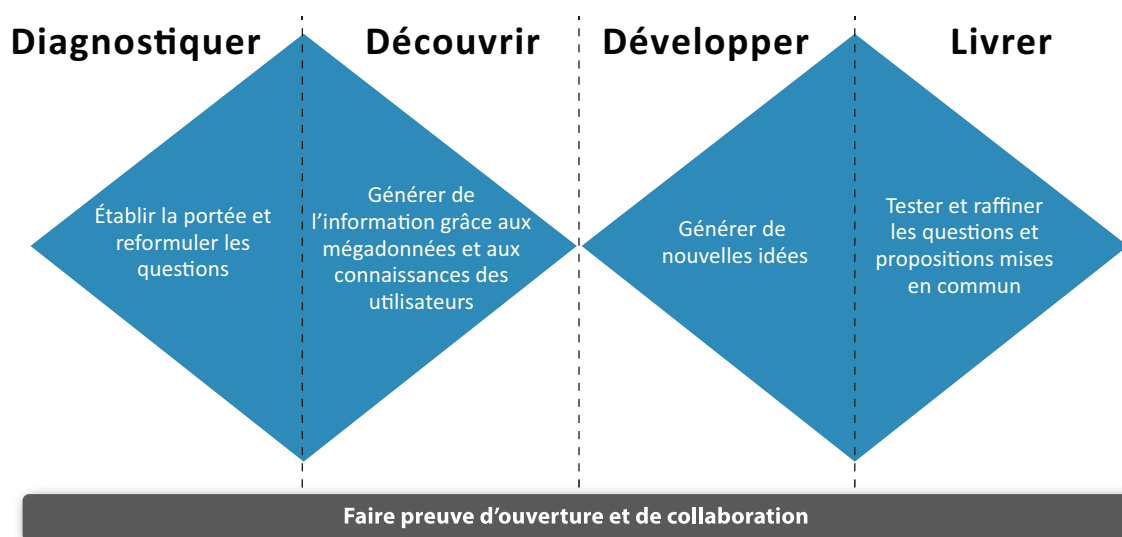 Diagnostiquer
Découvrir
Développer
Livrer
Établir la portée et
reformuler les
questions
Générer de
l’information grâce aux
mégadonnées et aux
connaissances des
utilisateurs
Générer de
nouvelles idées
Tester et raffiner
les questions et
propositions mises
en commun
Faire preuve d’ouverture et de collaboration